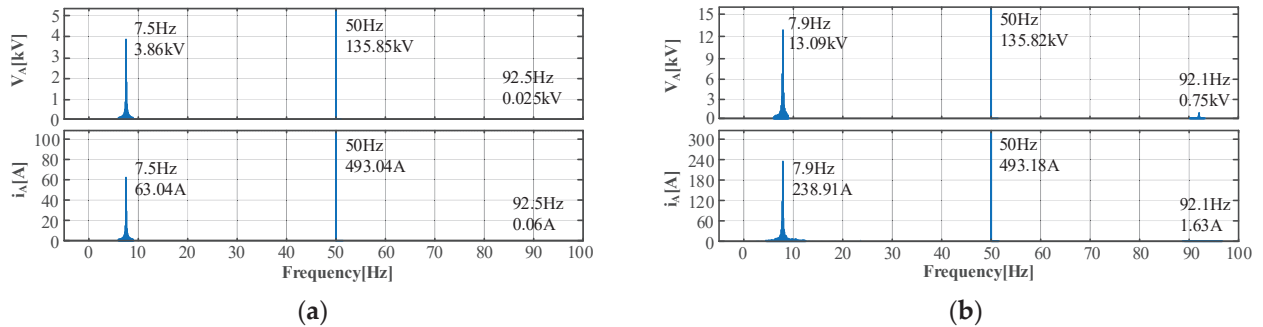 5
4
3
2
1
0
V_A[kV]
7.5Hz
3.86kV
50Hz
135.85kV
92.5Hz
0.025kV
100
80
60
40
20
0
i_A[A]
7.5Hz
63.04A
50Hz
493.04A
92.5Hz
0.06A
0 10 20 30 40 50 60 70 80 90 100
Frequency[Hz]
(a)
15
12
9
6
3
0
V_A[kV]
7.9Hz
13.09kV
50Hz
135.82kV
92.1Hz
0.75kV
300
240
180
120
60
0
i_A[A]
7.9Hz
238.91A
50Hz
493.18A
92.1Hz
1.63A
0 10 20 30 40 50 60 70 80 90 100
Frequency[Hz]
(b)